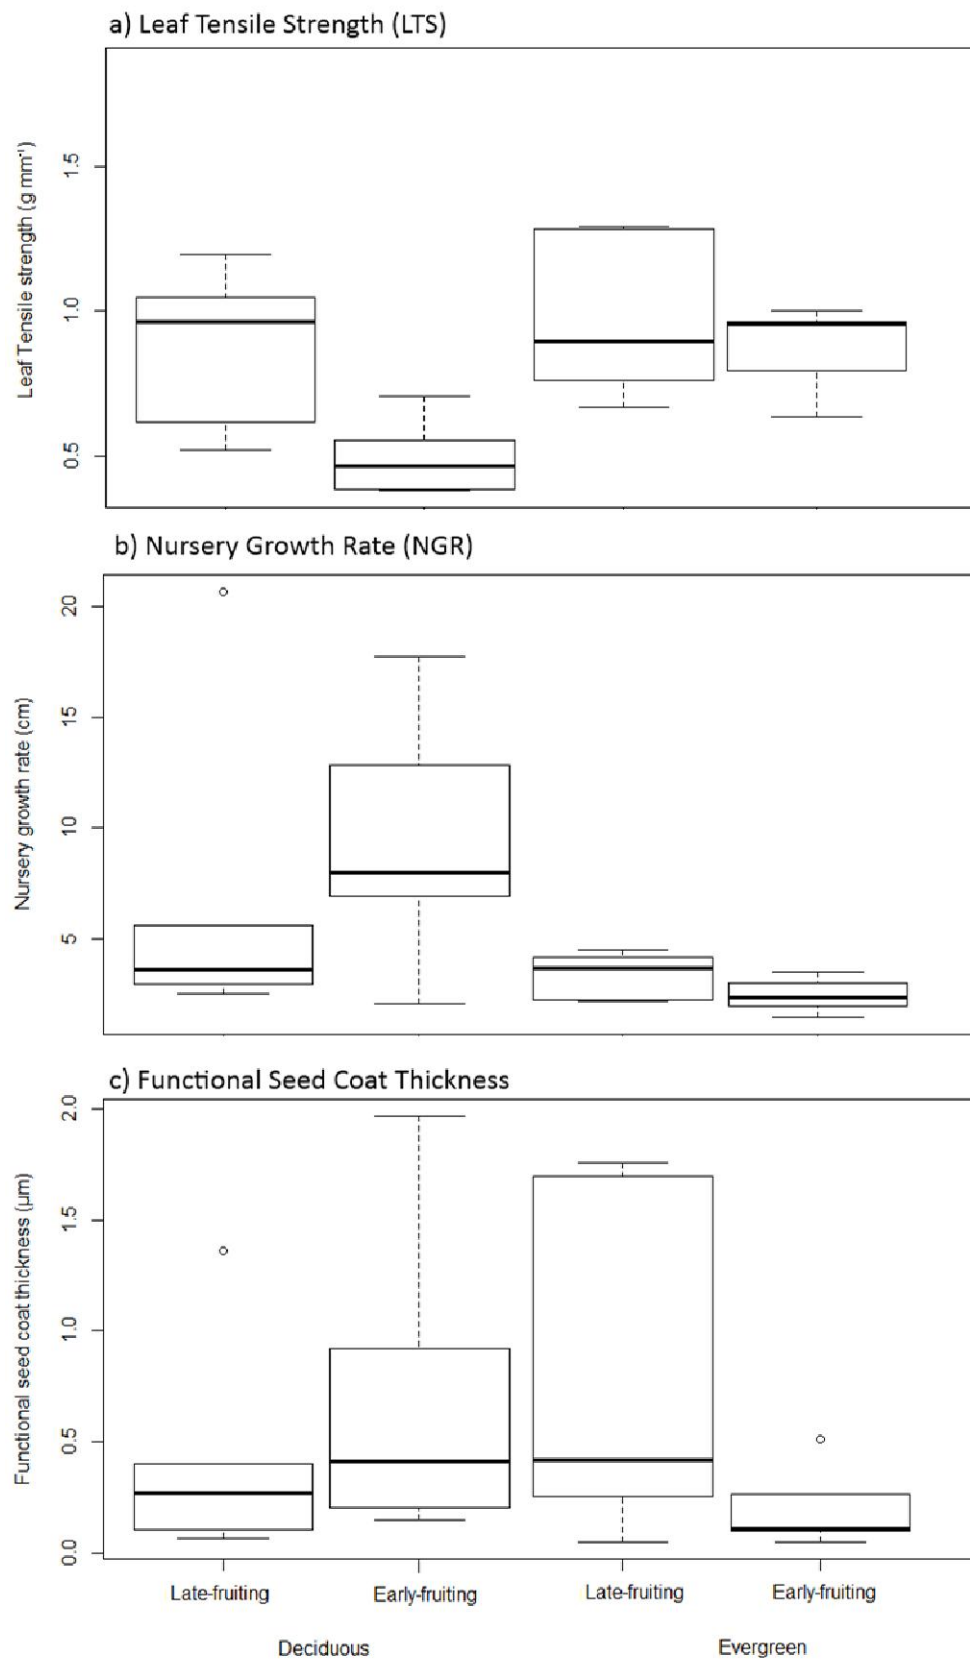 a) Leaf Tensile Strength (LTS)
Leaf Tensile strength (g mm⁻¹)
1.5
1.0
0.5
b) Nursery Growth Rate (NGR)
Nursery growth rate (cm)
20
15
10
5
c) Functional Seed Coat Thickness
Functional seed coat thickness (μm)
2.0
1.5
1.0
0.5
0.0
Late-fruiting Early-fruiting Late-fruiting Early-fruiting
Deciduous Evergreen